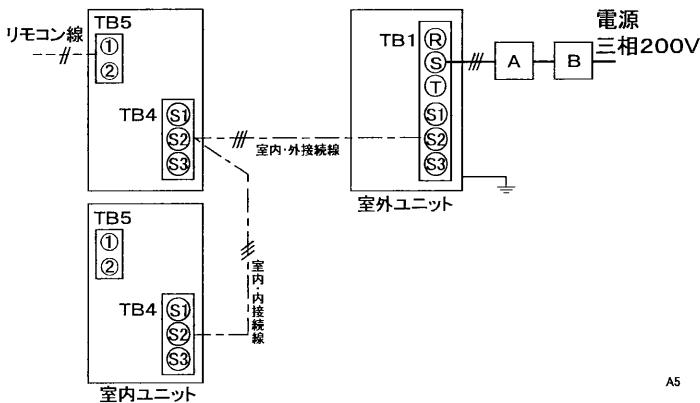 リモコン線
TB5
①
②
TB4
S1
S2
S3
室内・外接続線
TB1
R
S
T
S1
S2
S3
室外ユニット
A
B
電源
三相200V
TB5
①
②
TB4
S1
S2
S3
室内・内接続線
室内ユニット
A5